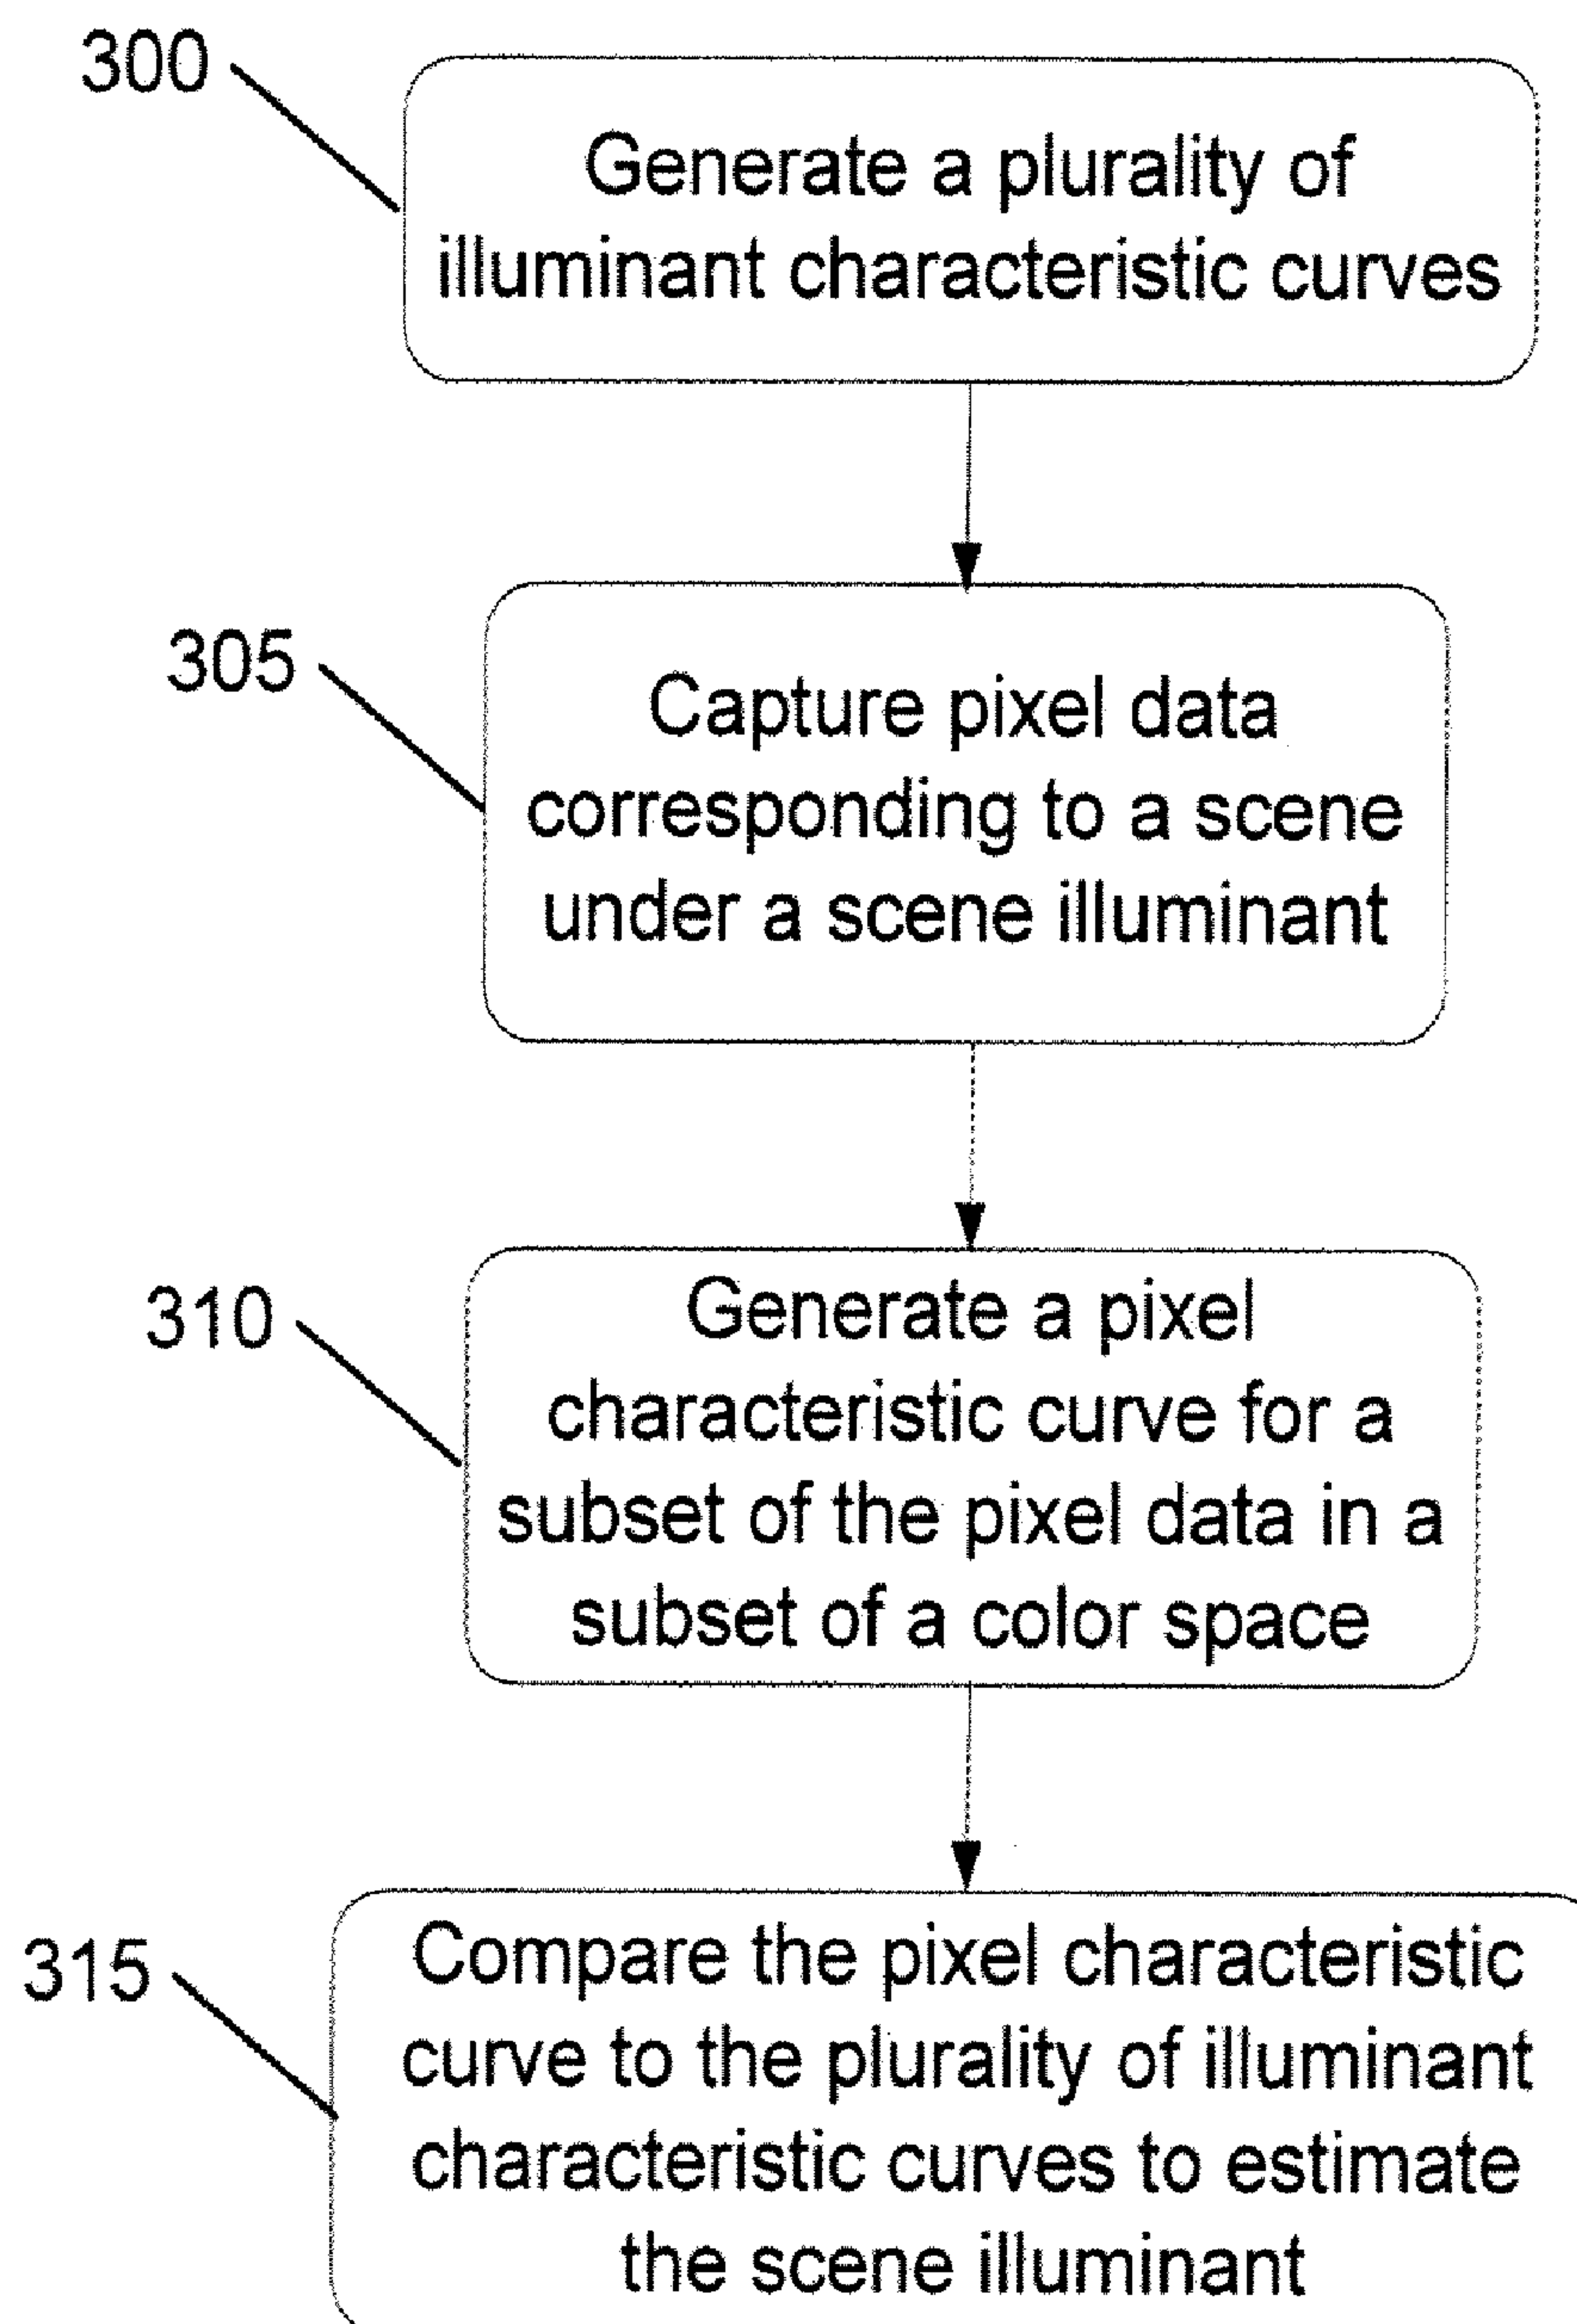 300
Generate a plurality of
illuminant characteristic curves
305
Capture pixel data
corresponding to a scene
under a scene illuminant
310
Generate a pixel
characteristic curve for a
subset of the pixel data in a
subset of a color space
315
Compare the pixel characteristic
curve to the plurality of illuminant
characteristic curves to estimate
the scene illuminant